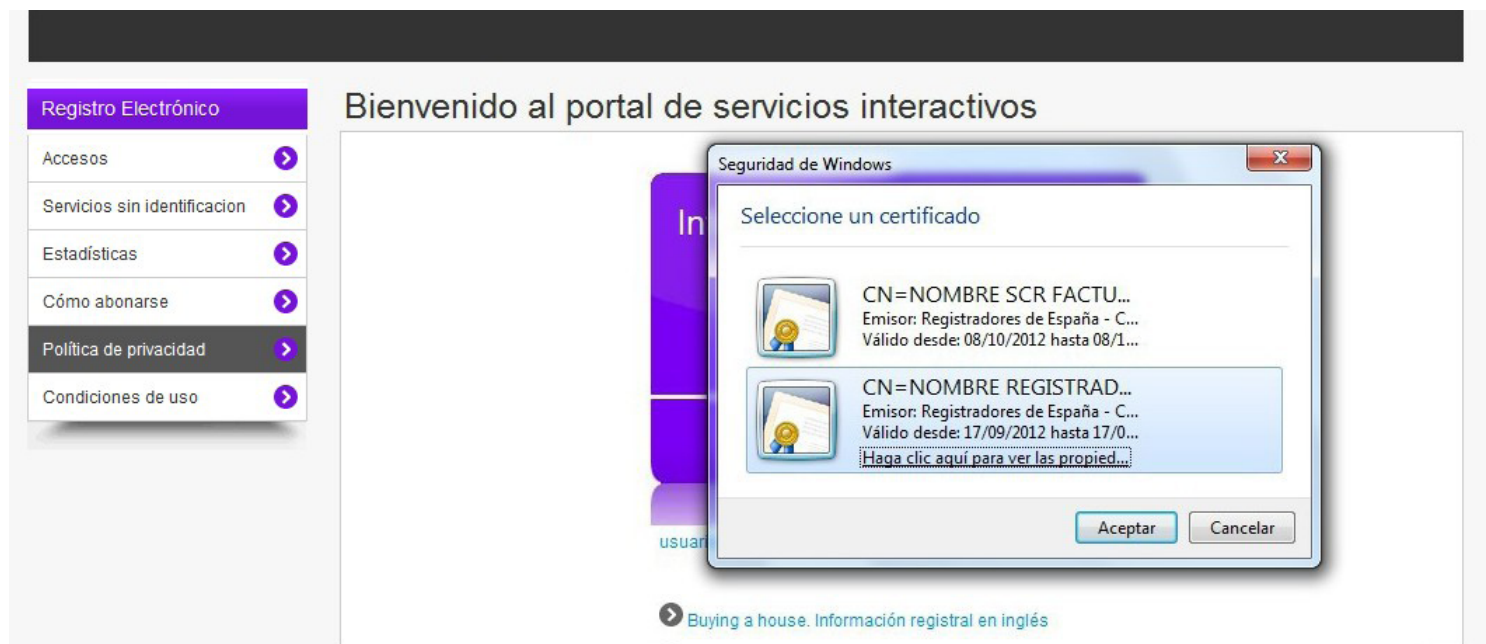 Registro Electrónico
Accesos
Servicios sin identificacion
Estadísticas
Cómo abonarse
Política de privacidad
Condiciones de uso
Bienvenido al portal de servicios interactivos
In
usuari
Seguridad de Windows
Seleccione un certificado
CN=NOMBRE SCR FACTU...
Emisor: Registradores de España - C...
Válido desde: 08/10/2012 hasta 08/1...
CN=NOMBRE REGISTRAD...
Emisor: Registradores de España - C...
Válido desde: 17/09/2012 hasta 17/0...
Haga clic aquí para ver las propied...
Aceptar
Cancelar
Buying a house. Información registral en inglés